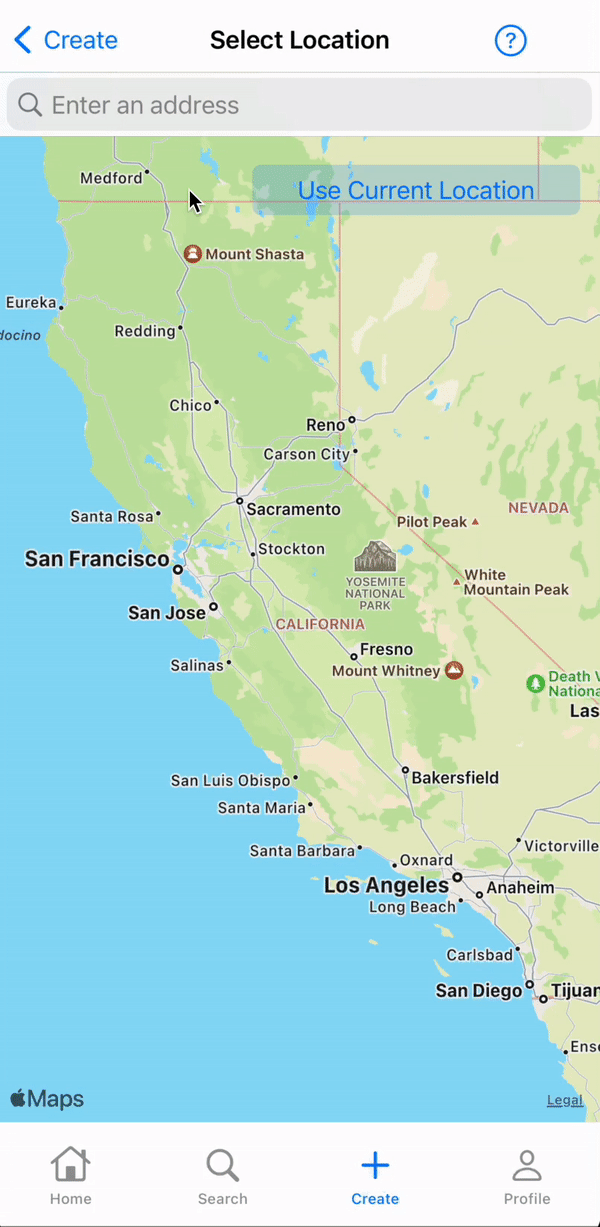 Create
Select Location
?
Enter an address
Medford
Use Current Location
Mount Shasta
Eureka
docino
Redding
Chico
Reno
Carson City
Sacramento
Santa Rosa
Pilot Peak
NEVADA
San Francisco
Stockton
YOSEMITE
NATIONAL
PARK
White
Mountain Peak
San Jose
CALIFORNIA
Fresno
Salinas
Mount Whitney
Death V
Nationa
Las
San Luis Obispo
Bakersfield
Santa Maria
Santa Barbara
Victorville
Oxnard
Los Angeles
Anaheim
Long Beach
Carlsbad
San Diego
Tijuan
Ense
Maps
Legal
Home
Search
Create
Profile